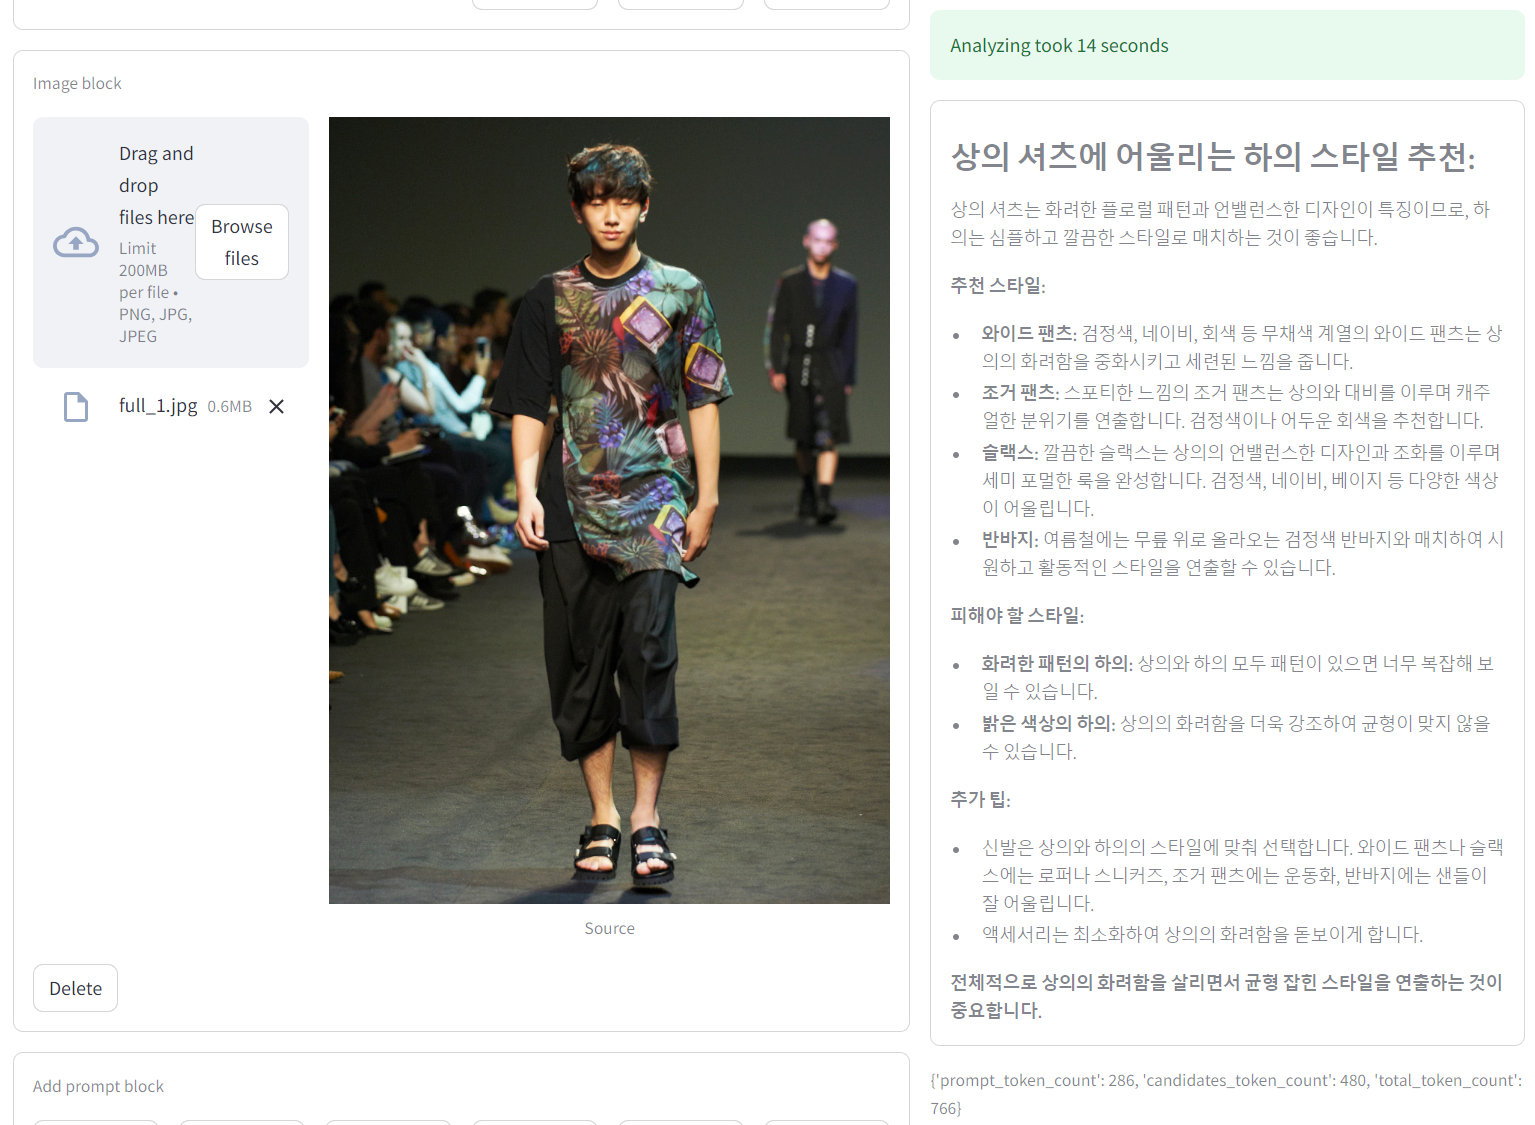 Image block
Drag and
drop
files here
Limit
200MB
per file •
PNG, JPG,
JPEG
Browse
files
full_1.jpg 0.6MB
Source
Delete
Add prompt block
Analyzing took 14 seconds
상의 셔츠에 어울리는 하의 스타일 추천:
상의 셔츠는 화려한 플로럴 패턴과 언밸런스한 디자인이 특징이므로, 하
의는 심플하고 깔끔한 스타일로 매치하는 것이 좋습니다.
추천 스타일:
• 와이드 팬츠: 검정색, 네이비, 회색 등 무채색 계열의 와이드 팬츠는 상
의의 화려함을 중화시키고 세련된 느낌을 줍니다.
• 조거 팬츠: 스포티한 느낌의 조거 팬츠는 상의와 대비를 이루며 캐주
얼한 분위기를 연출합니다. 검정색이나 어두운 회색을 추천합니다.
• 슬랙스: 깔끔한 슬랙스는 상의의 언밸런스한 디자인과 조화를 이루며
세미 포멀한 룩을 완성합니다. 검정색, 네이비, 베이지 등 다양한 색상
이 어울립니다.
• 반바지: 여름철에는 무릎 위로 올라오는 검정색 반바지와 매치하여 시
원하고 활동적인 스타일을 연출할 수 있습니다.
피해야 할 스타일:
• 화려한 패턴의 하의: 상의와 하의 모두 패턴이 있으면 너무 복잡해 보
일 수 있습니다.
• 밝은 색상의 하의: 상의의 화려함을 더욱 강조하여 균형이 맞지 않을
수 있습니다.
추가 팁:
• 신발은 상의와 하의의 스타일에 맞춰 선택합니다. 와이드 팬츠나 슬랙
스에는 로퍼나 스니커즈, 조거 팬츠에는 운동화, 반바지에는 샌들이
잘 어울립니다.
• 액세서리는 최소화하여 상의의 화려함을 돋보이게 합니다.
전체적으로 상의의 화려함을 살리면서 균형 잡힌 스타일을 연출하는 것이
중요합니다.
{'prompt_token_count': 286, 'candidates_token_count': 480, 'total_token_count':
766}